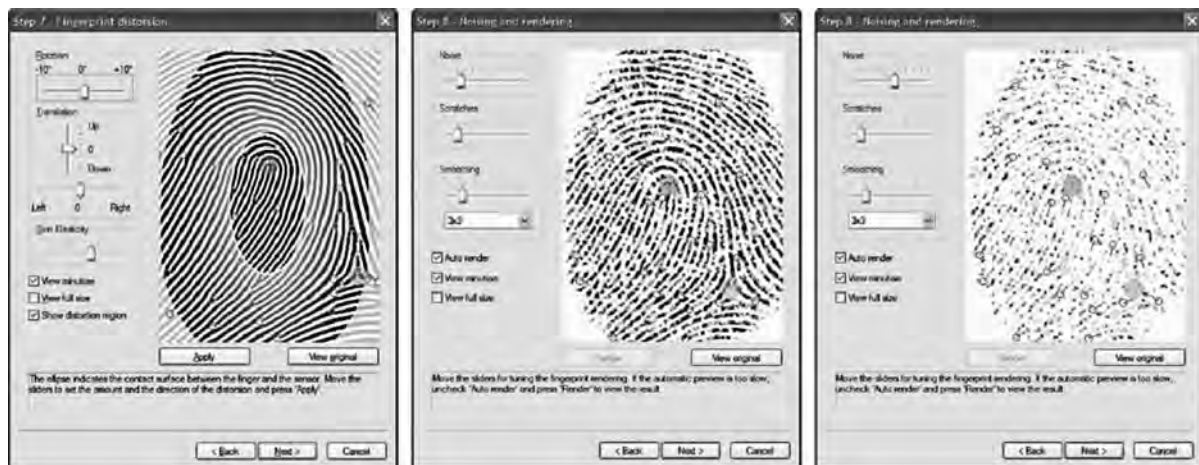 Step 7 - Fingerprint distorsion
Rotation
-10° 0° +10°
Translation
Up
0
Down
Left 0 Right
Skin Elasticity
View minutiae
View full size
Show distortion region
Apply
View original
The ellipse indicates the contact surface between the finger and the sensor. Move the
sliders to set the amount and the direction of the distortion and press "Apply".
< Back
Next >
Cancel
Step 8 - Noising and rendering
Noise
Scratches
Smoothing
3x3
Auto render
View minutiae
View full size
View original
Move the sliders for tuning the fingerprint rendering. If the automatic preview is too slow,
uncheck "Auto render" and press "Render" to view the result.
< Back
Next >
Cancel
Step 8 - Noising and rendering
Noise
Scratches
Smoothing
3x3
Auto render
View minutiae
View full size
View original
Move the sliders for tuning the fingerprint rendering. If the automatic preview is too slow,
uncheck "Auto render" and press "Render" to view the result.
< Back
Next >
Cancel